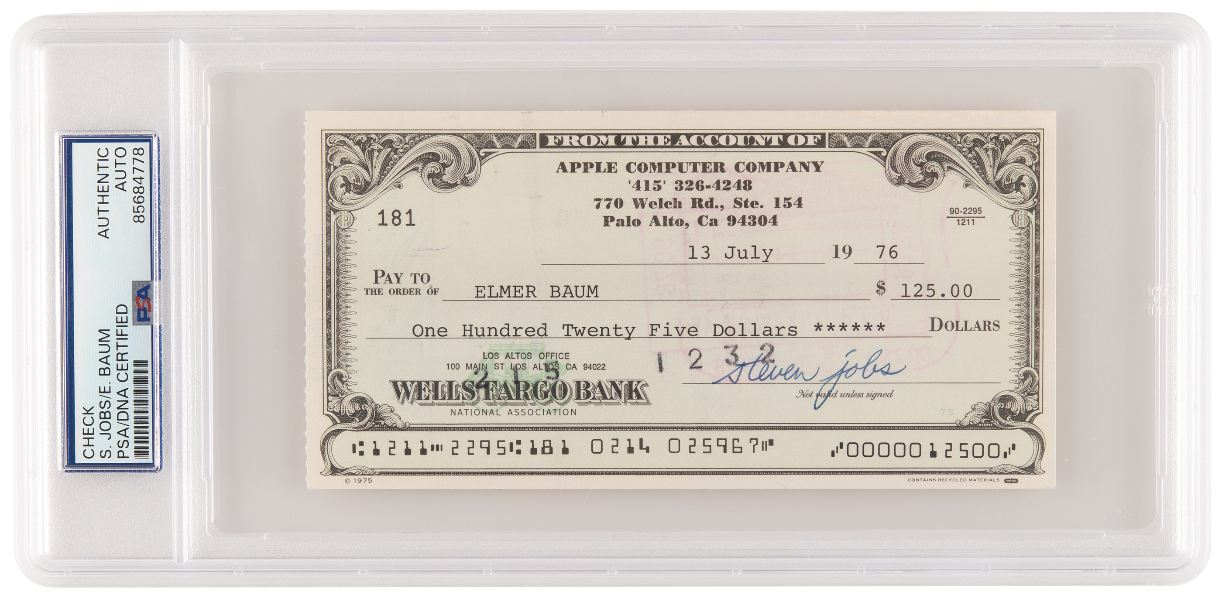 AUTHENTIC
AUTO
85684778
PSA
CHECK
S. JOBS/E. BAUM
PSA/DNA CERTIFIED
FROM THE ACCOUNT OF
APPLE COMPUTER COMPANY
'415' 326-4248
770 Welch Rd., Ste. 154
Palo Alto, Ca 94304
181
90-2295
1211
13 July 19 76
PAY TO
THE ORDER OF ELMER BAUM $ 125.00
One Hundred Twenty Five Dollars ****** DOLLARS
LOS ALTOS OFFICE
100 MAIN ST LOS ALTOS CA 94022
215
1232
steven jobs
WELLS FARGO BANK
Not valid unless signed
NATIONAL ASSOCIATION
75
⑆1211⑉2295⑆181 0214 025967⑈ ⑇0000012500⑇
© 1975
CONTAINS RECYCLED MATERIALS